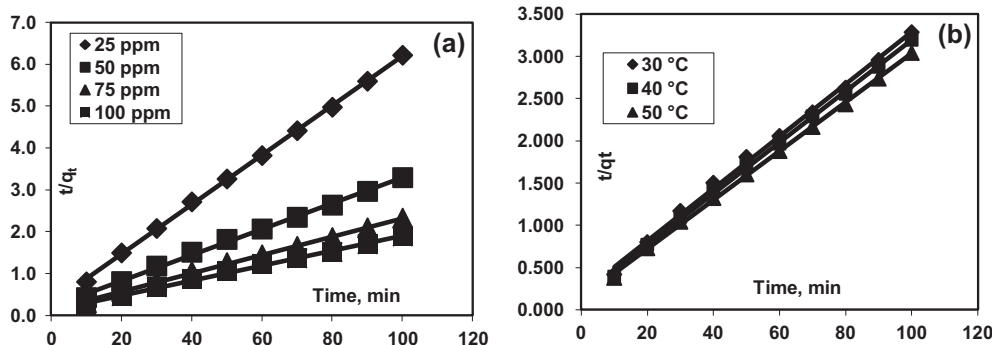 7.0
6.0
5.0
4.0
3.0
2.0
1.0
0.0
t/qt
25 ppm
50 ppm
75 ppm
100 ppm
(a)
Time, min
0 20 40 60 80 100 120
3.500
3.000
2.500
2.000
1.500
1.000
0.500
0.000
t/qt
30 °C
40 °C
50 °C
(b)
Time, min
0 20 40 60 80 100 120